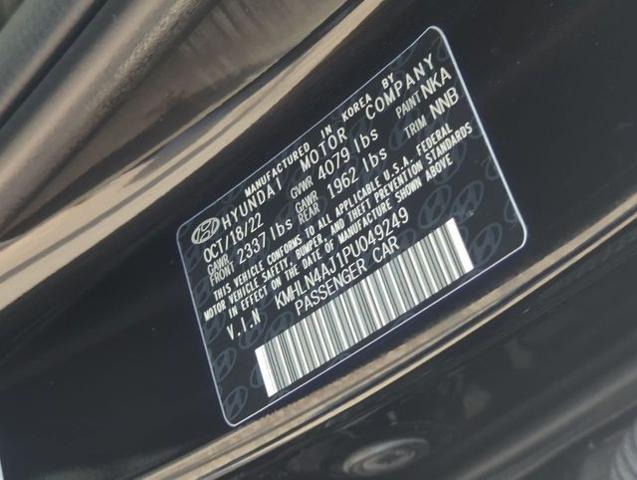 MANUFACTURED IN KOREA BY
HYUNDAI MOTOR COMPANY
OCT/18/22 GVWR 4079 lbs PAINT NKA
GAWR FRONT 2337 lbs GAWR REAR 1962 lbs TRIM NNB
THIS VEHICLE CONFORMS TO ALL APPLICABLE U.S.A. FEDERAL
MOTOR VEHICLE SAFETY, BUMPER, AND THEFT PREVENTION STANDARDS
IN EFFECT ON THE DATE OF MANUFACTURE SHOWN ABOVE
V.I.N KMHLN4AJ1PU049249
PASSENGER CAR